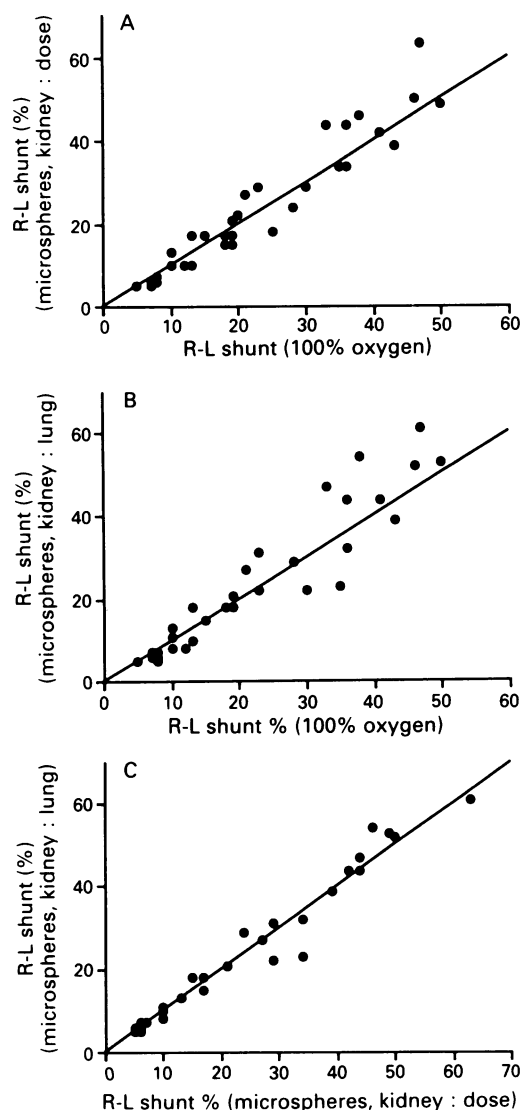 A
R-L shunt (%)
(microspheres, kidney : dose)
60
40
20
0
0 10 20 30 40 50 60
R-L shunt (100% oxygen)
B
R-L shunt (%)
(microspheres, kidney : lung)
60
40
20
0
0 10 20 30 40 50 60
R-L shunt % (100% oxygen)
C
R-L shunt (%)
(microspheres, kidney : lung)
60
40
20
0
0 10 20 30 40 50 60 70
R-L shunt % (microspheres, kidney : dose)